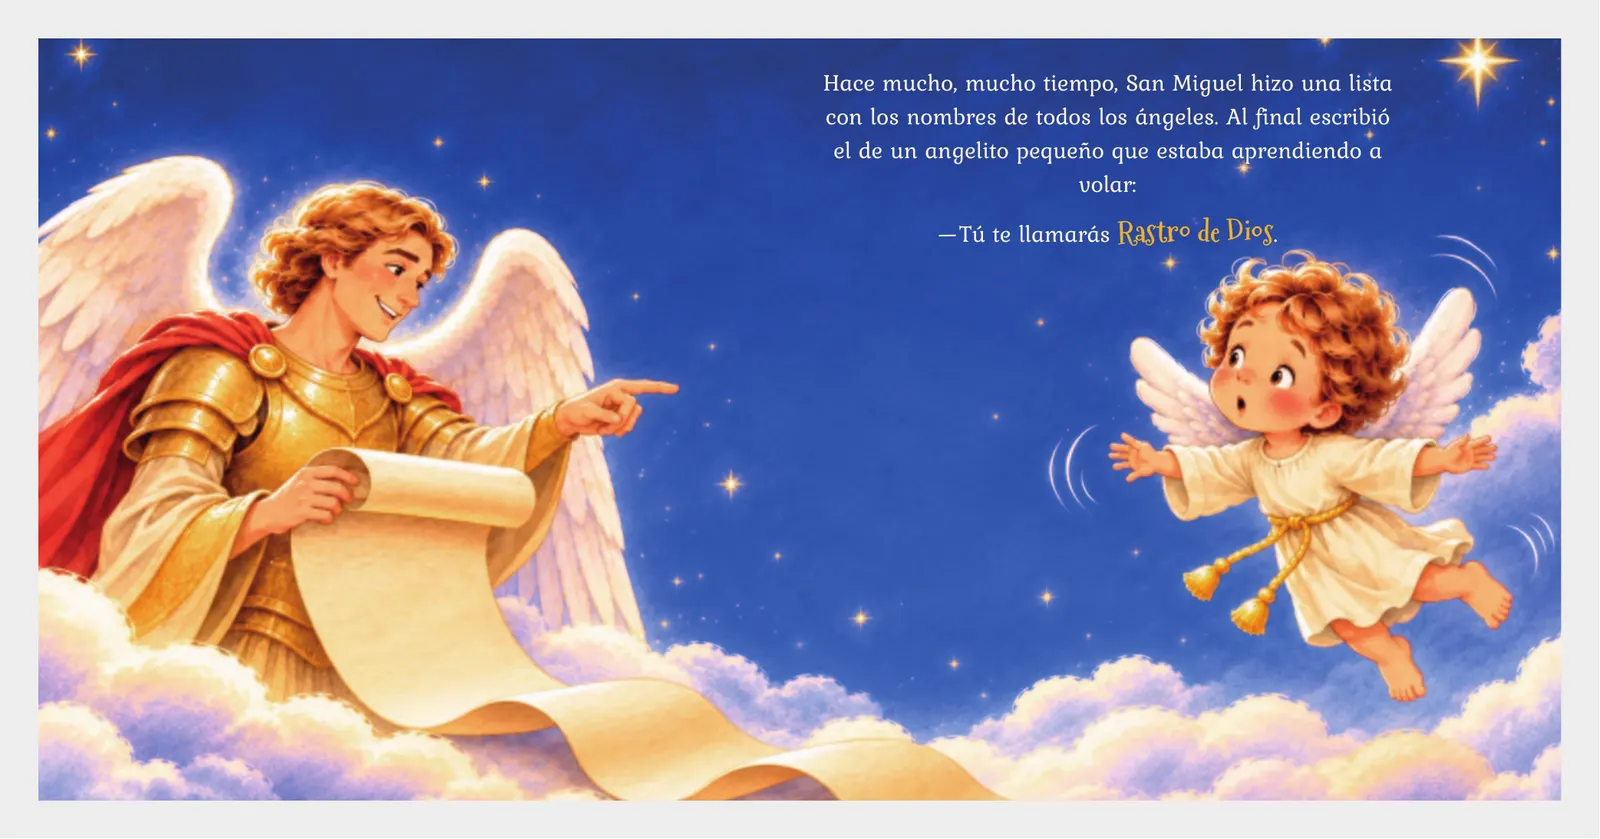 Hace mucho, mucho tiempo, San Miguel hizo una lista
con los nombres de todos los ángeles. Al final escribió
el de un angelito pequeño que estaba aprendiendo a
volar:
—Tú te llamarás Rastro de Dios.